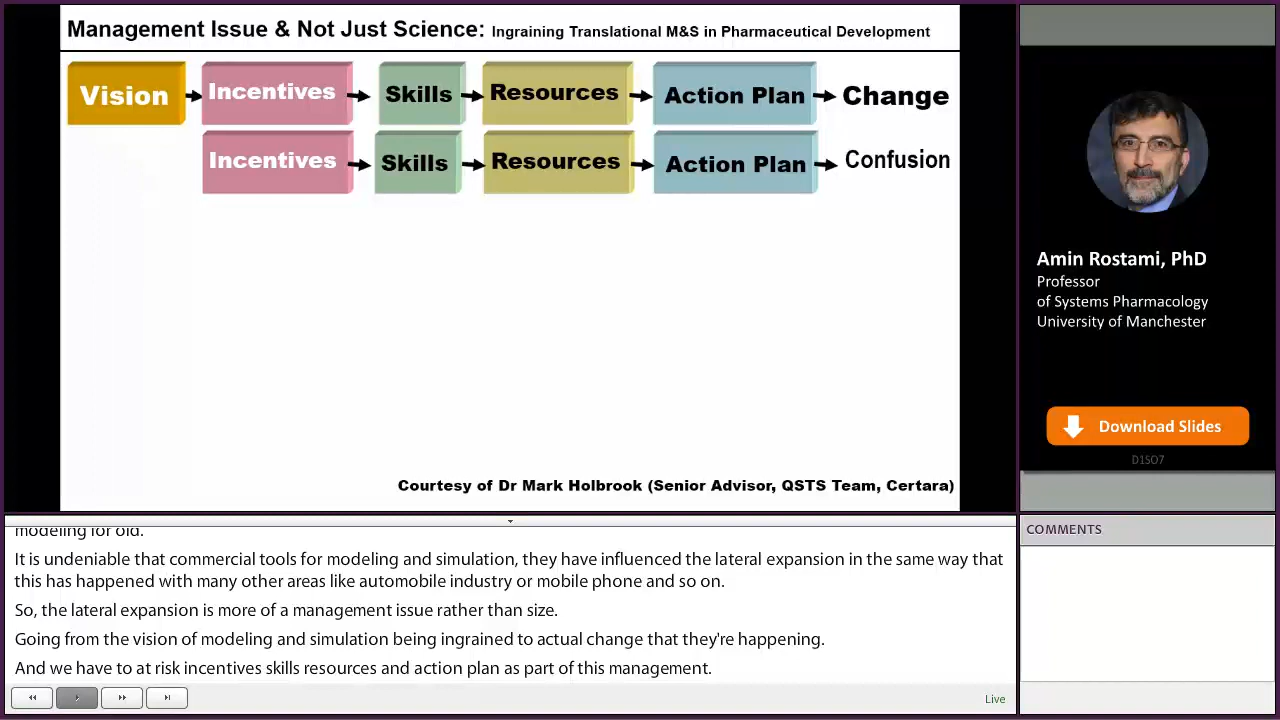 Management Issue & Not Just Science: Ingraining Translational M&S in Pharmaceutical Development
Vision Incentives Skills Resources Action Plan Change
Incentives Skills Resources Action Plan Confusion
Courtesy of Dr Mark Holbrook (Senior Advisor, QSTS Team, Certara)
Amin Rostami, PhD
Professor
of Systems Pharmacology
University of Manchester
Download Slides
D1SO7
modeling for old.
It is undeniable that commercial tools for modeling and simulation, they have influenced the lateral expansion in the same way that
this has happened with many other areas like automobile industry or mobile phone and so on.
So, the lateral expansion is more of a management issue rather than size.
Going from the vision of modeling and simulation being ingrained to actual change that they're happening.
And we have to at risk incentives skills resources and action plan as part of this management.
Live
COMMENTS